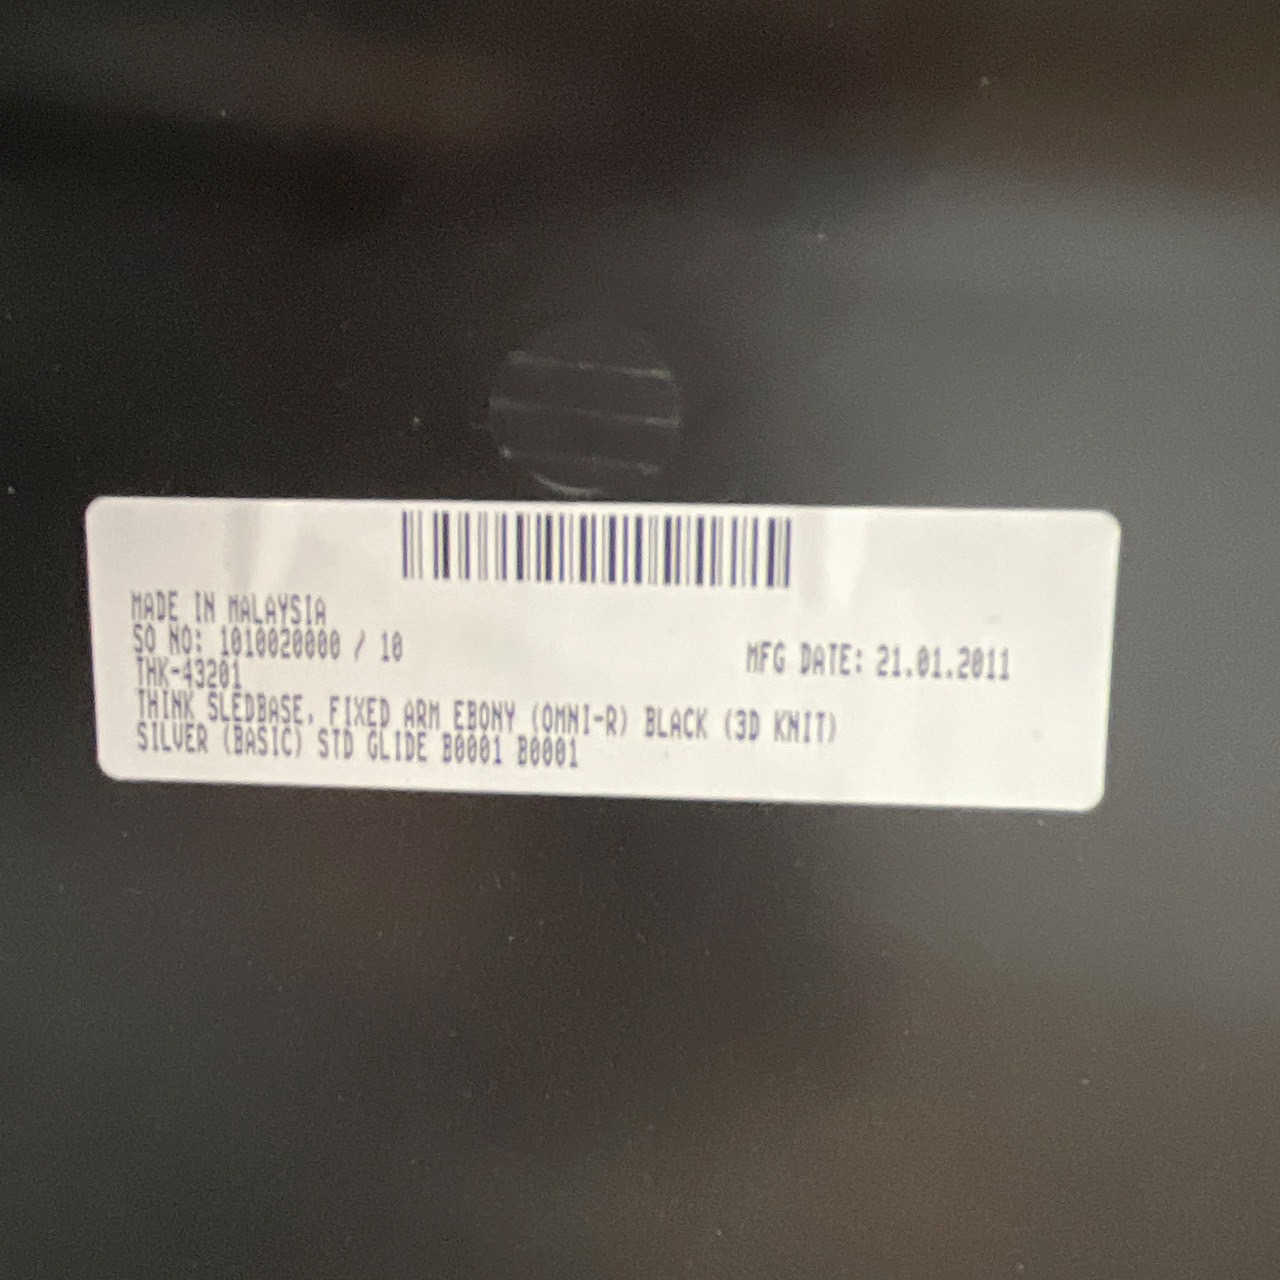 MADE IN MALAYSIA
SO NO: 1010020000 / 10
MFG DATE: 21.01.2011
THK-43201
THINK SLEDBASE, FIXED ARM EBONY (OMNI-R) BLACK (3D KNIT)
SILVER (BASIC) STD GLIDE B0001 B0001